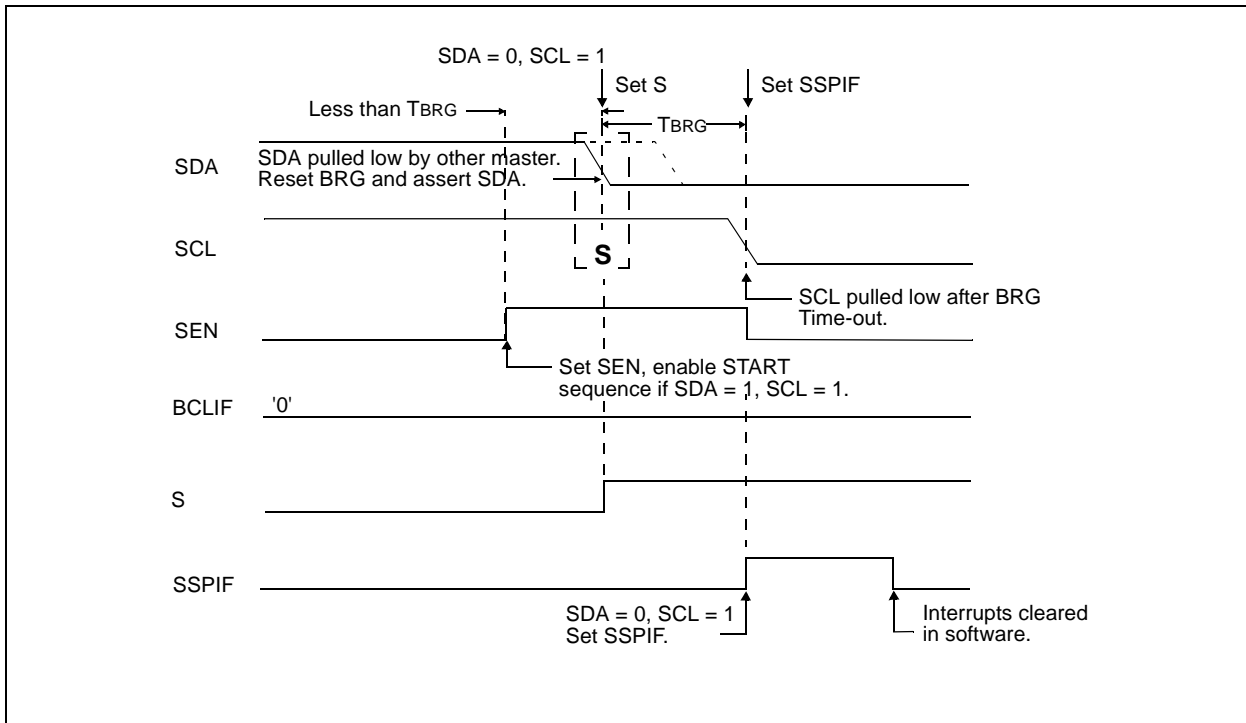 SDA = 0, SCL = 1
Set S
Set SSPIF
Less than TBRG
TBRG
SDA
SDA pulled low by other master.
Reset BRG and assert SDA.
SCL
S
SCL pulled low after BRG
Time-out.
SEN
Set SEN, enable START
sequence if SDA = 1, SCL = 1.
BCLIF
'0'
S
SSPIF
SDA = 0, SCL = 1
Set SSPIF.
Interrupts cleared
in software.